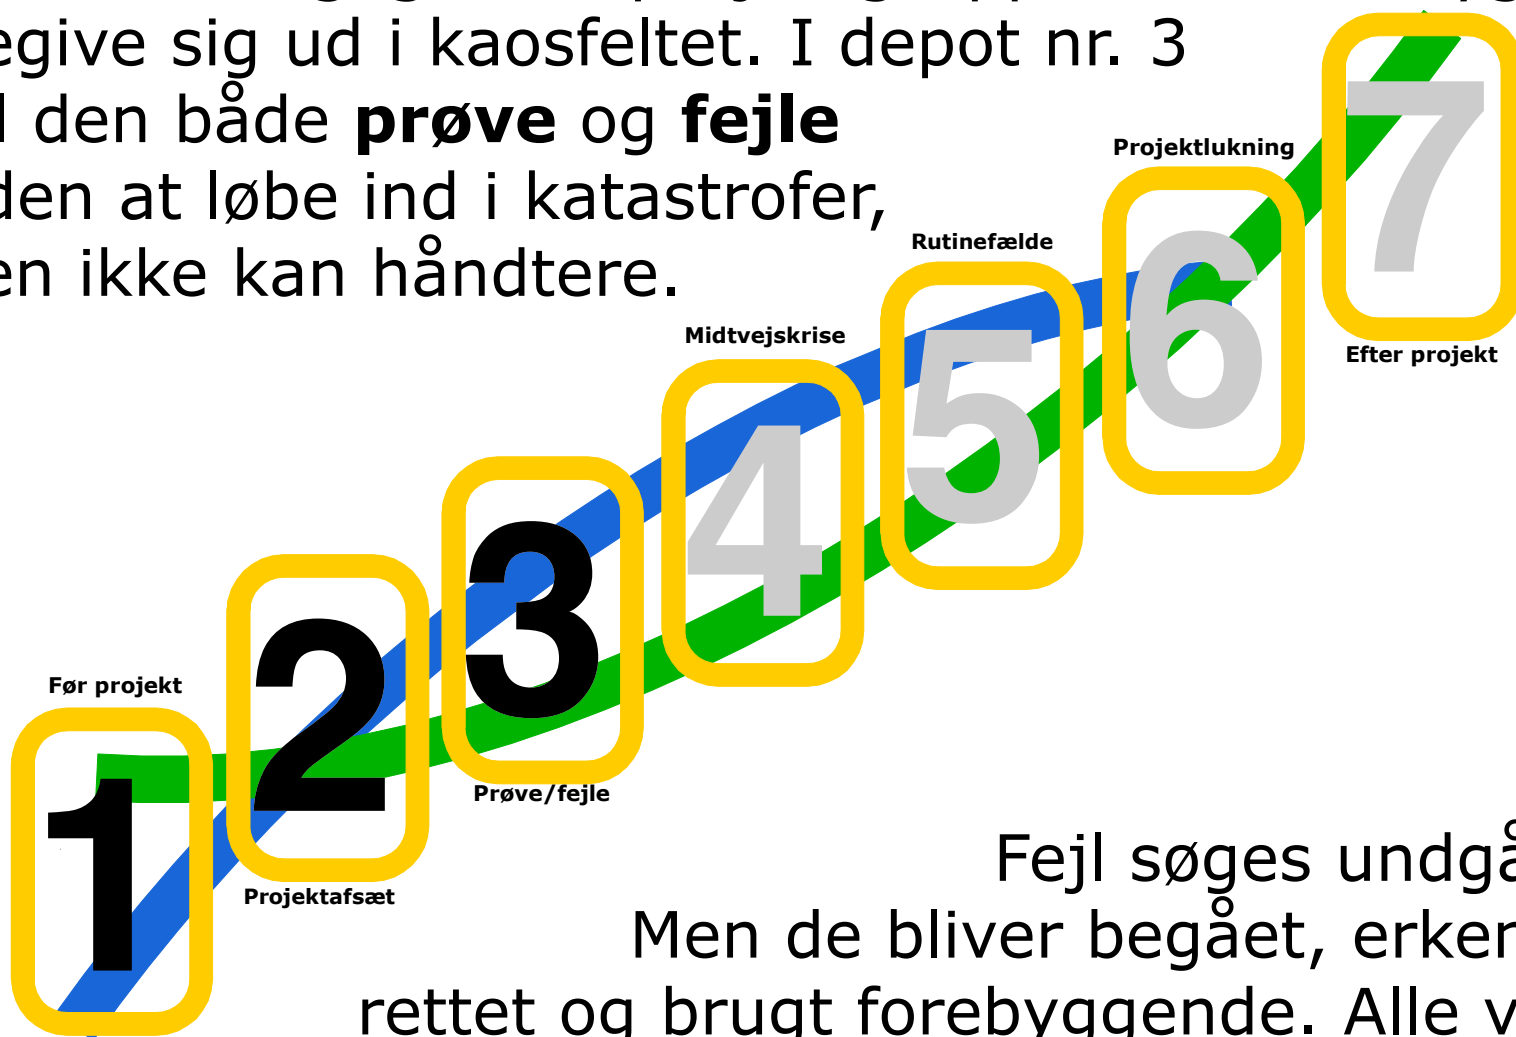 egive sig ud i kaosfeltet. I depot nr. 3
den både prøve og fejle
den at løbe ind i katastrofer,
en ikke kan håndtere.
7
Projektlukning
6
Efter projekt
Rutinefælde
5
Midtvejskrise
4
3
Prøve/fejle
2
Projektafsæt
Før projekt
1
Fejl søges undgå
Men de bliver begået, erken
rettet og brugt forebyggende. Alle v